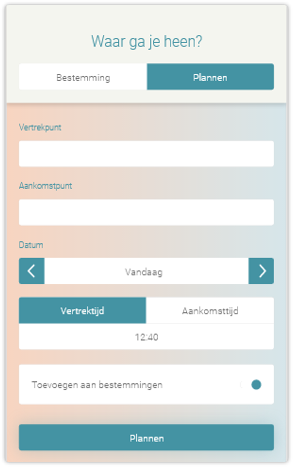 Waar ga je heen?
Bestemming Plannen
Vertrekpunt
Aankomstpunt
Datum
Vandaag
Vertrektijd Aankomsttijd
12:40
Toevoegen aan bestemmingen
Plannen